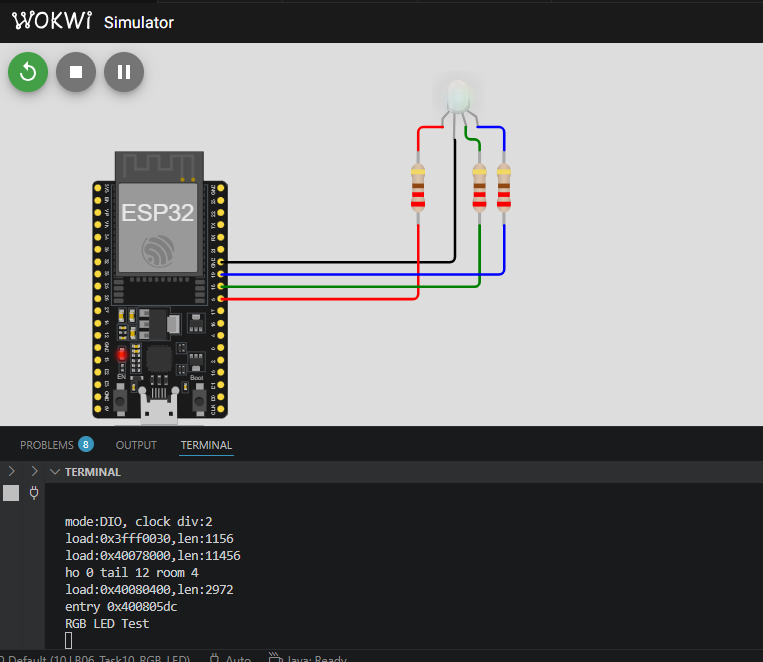 WOKWI Simulator
ESP32
EN
Boot
PROBLEMS 8 OUTPUT TERMINAL
TERMINAL
mode:DIO, clock div:2
load:0x3fff0030,len:1156
load:0x40078000,len:11456
ho 0 tail 12 room 4
load:0x40080400,len:2972
entry 0x400805dc
RGB LED Test
Default (10_LB06_Task10_RGB_LED) Auto Java: Ready